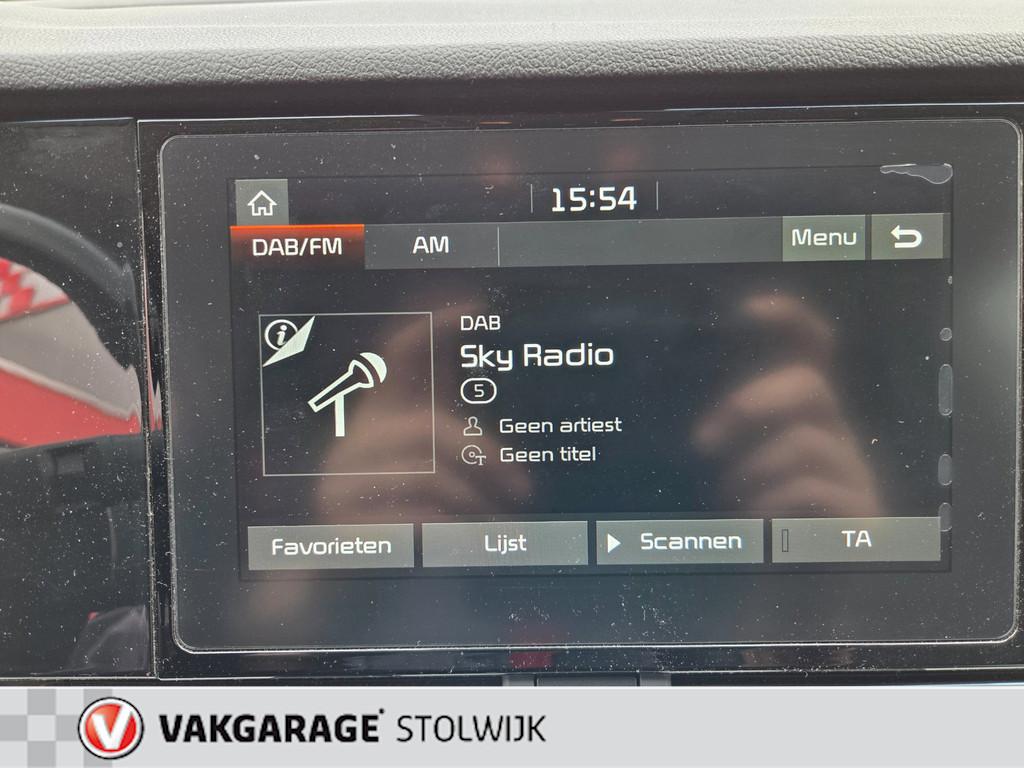 15:54
DAB/FM AM Menu
i
DAB
Sky Radio
5
Geen artiest
T Geen titel
Favorieten Lijst Scannen TA
V VAKGARAGE STOLWIJK